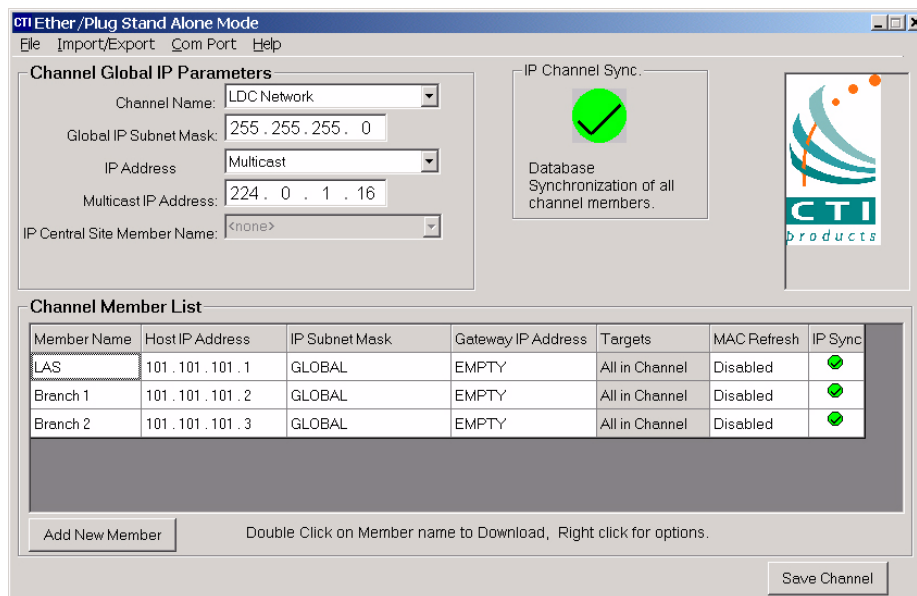 CTI Ether/Plug Stand Alone Mode
File Import/Export Com Port Help
Channel Global IP Parameters
Channel Name: LDC Network
Global IP Subnet Mask: 255 . 255 . 255 . 0
IP Address Multicast
Multicast IP Address: 224 . 0 . 1 . 16
IP Central Site Member Name: <none>
IP Channel Sync.
Database
Synchronization of all
channel members.
CTI
products
Channel Member List
Member Name Host IP Address IP Subnet Mask Gateway IP Address Targets MAC Refresh IP Sync
LAS 101 . 101 . 101 . 1 GLOBAL EMPTY All in Channel Disabled
Branch 1 101 . 101 . 101 . 2 GLOBAL EMPTY All in Channel Disabled
Branch 2 101 . 101 . 101 . 3 GLOBAL EMPTY All in Channel Disabled
Add New Member Double Click on Member name to Download, Right click for options.
Save Channel